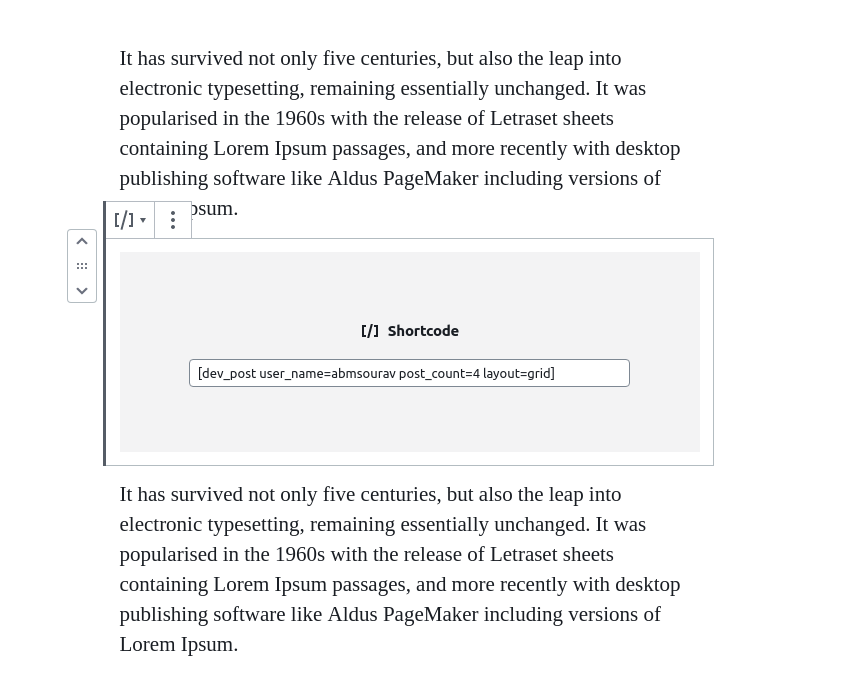 It has survived not only five centuries, but also the leap into
electronic typesetting, remaining essentially unchanged. It was
popularised in the 1960s with the release of Letraset sheets
containing Lorem Ipsum passages, and more recently with desktop
publishing software like Aldus PageMaker including versions of
psum.
[/]
[/] Shortcode
[dev_post user_name=abmsourav post_count=4 layout=grid]
It has survived not only five centuries, but also the leap into
electronic typesetting, remaining essentially unchanged. It was
popularised in the 1960s with the release of Letraset sheets
containing Lorem Ipsum passages, and more recently with desktop
publishing software like Aldus PageMaker including versions of
Lorem Ipsum.